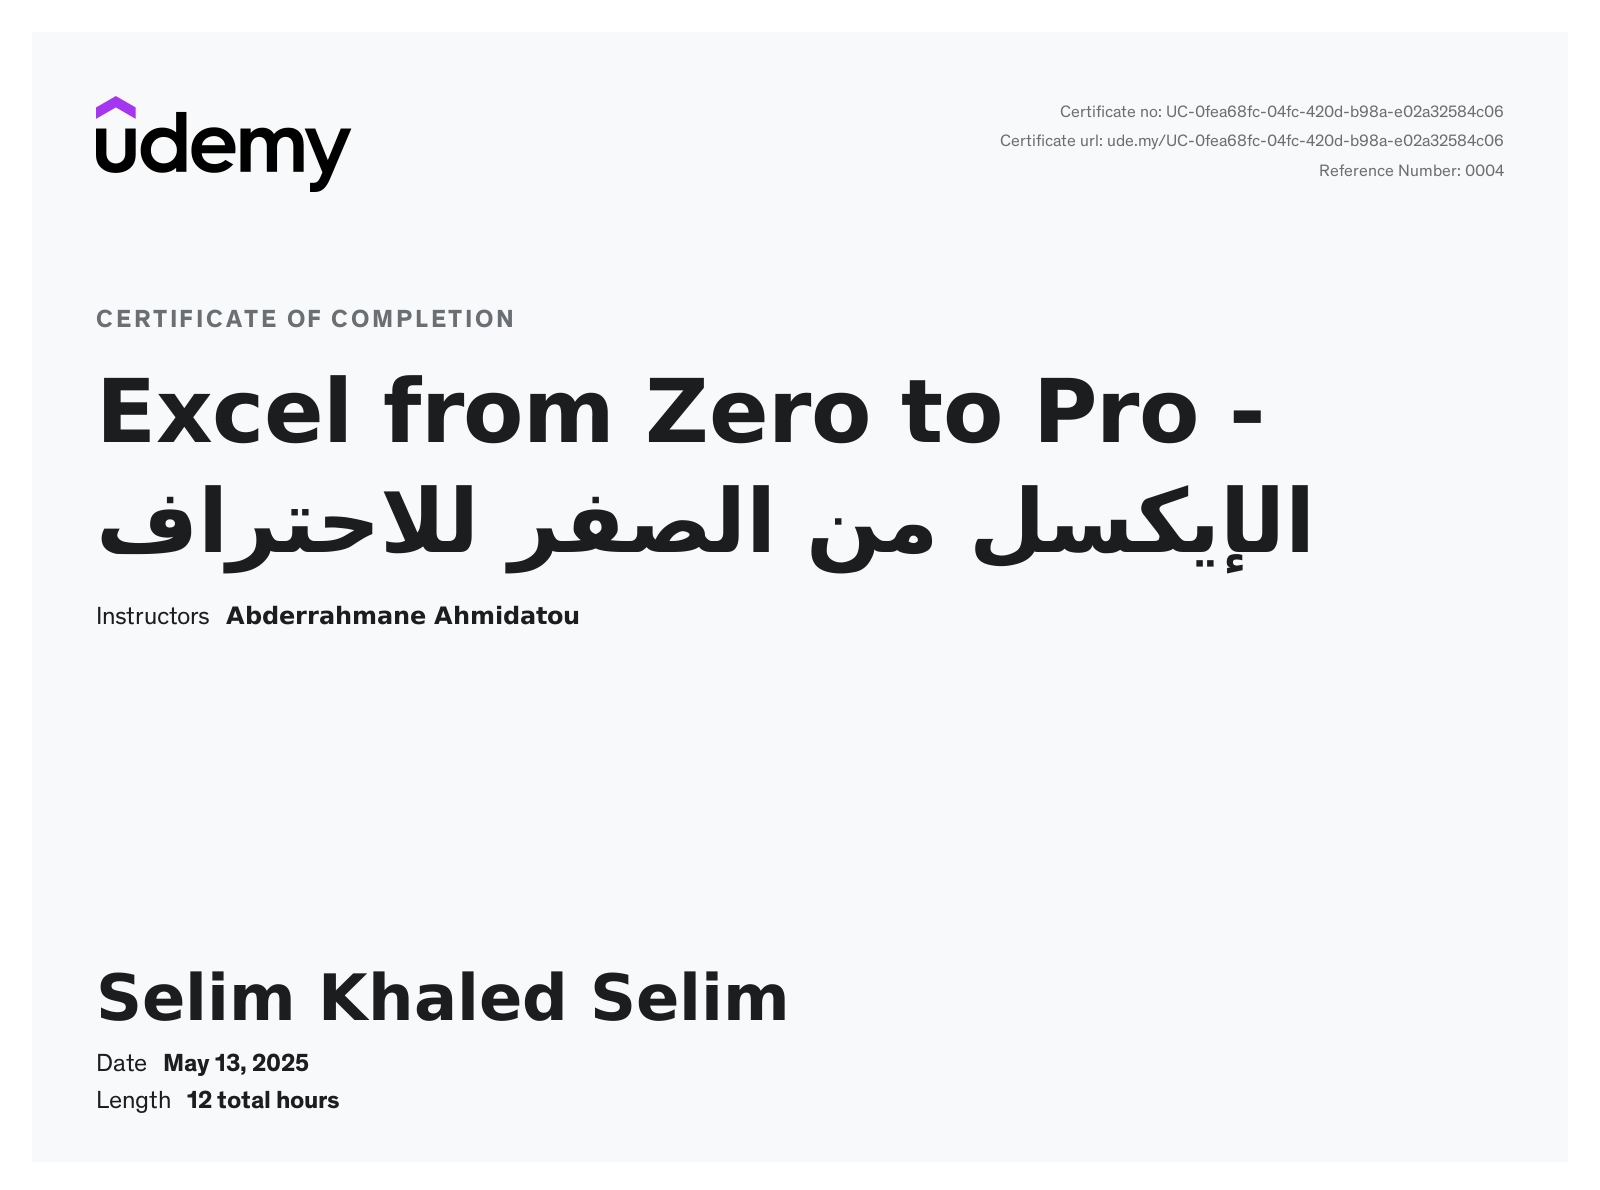 udemy
Certificate no: UC-0fea68fc-04fc-420d-b98a-e02a32584c06
Certificate url: ude.my/UC-0fea68fc-04fc-420d-b98a-e02a32584c06
Reference Number: 0004
CERTIFICATE OF COMPLETION
Excel from Zero to Pro -
الإيكسل من الصفر للاحتراف
Instructors Abderrahmane Ahmidatou
Selim Khaled Selim
Date May 13, 2025
Length 12 total hours